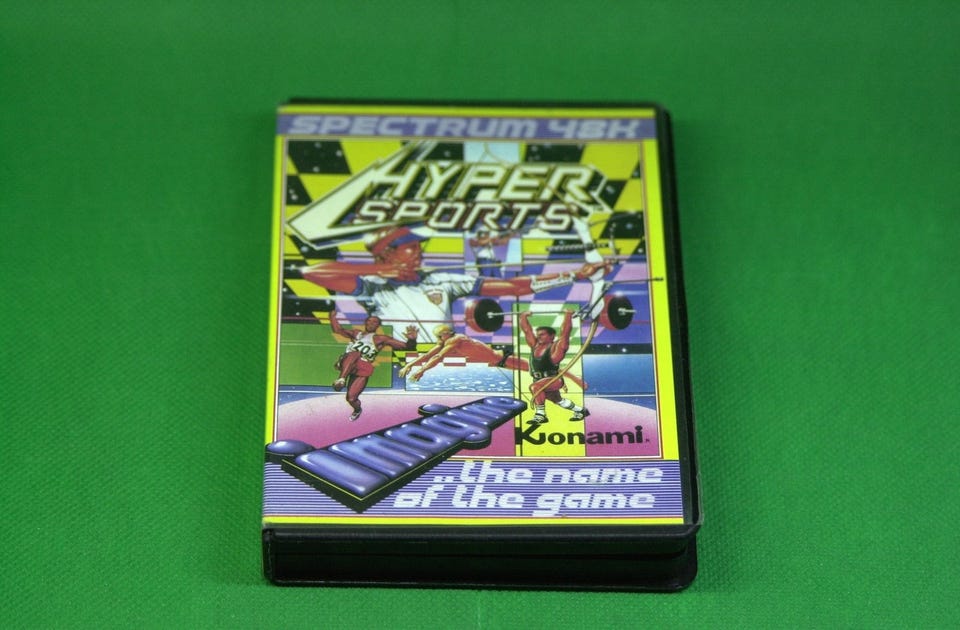 SPECTRUM 48K
HYPER
SPORTS
203
imagine
Konami
...the name
of the game